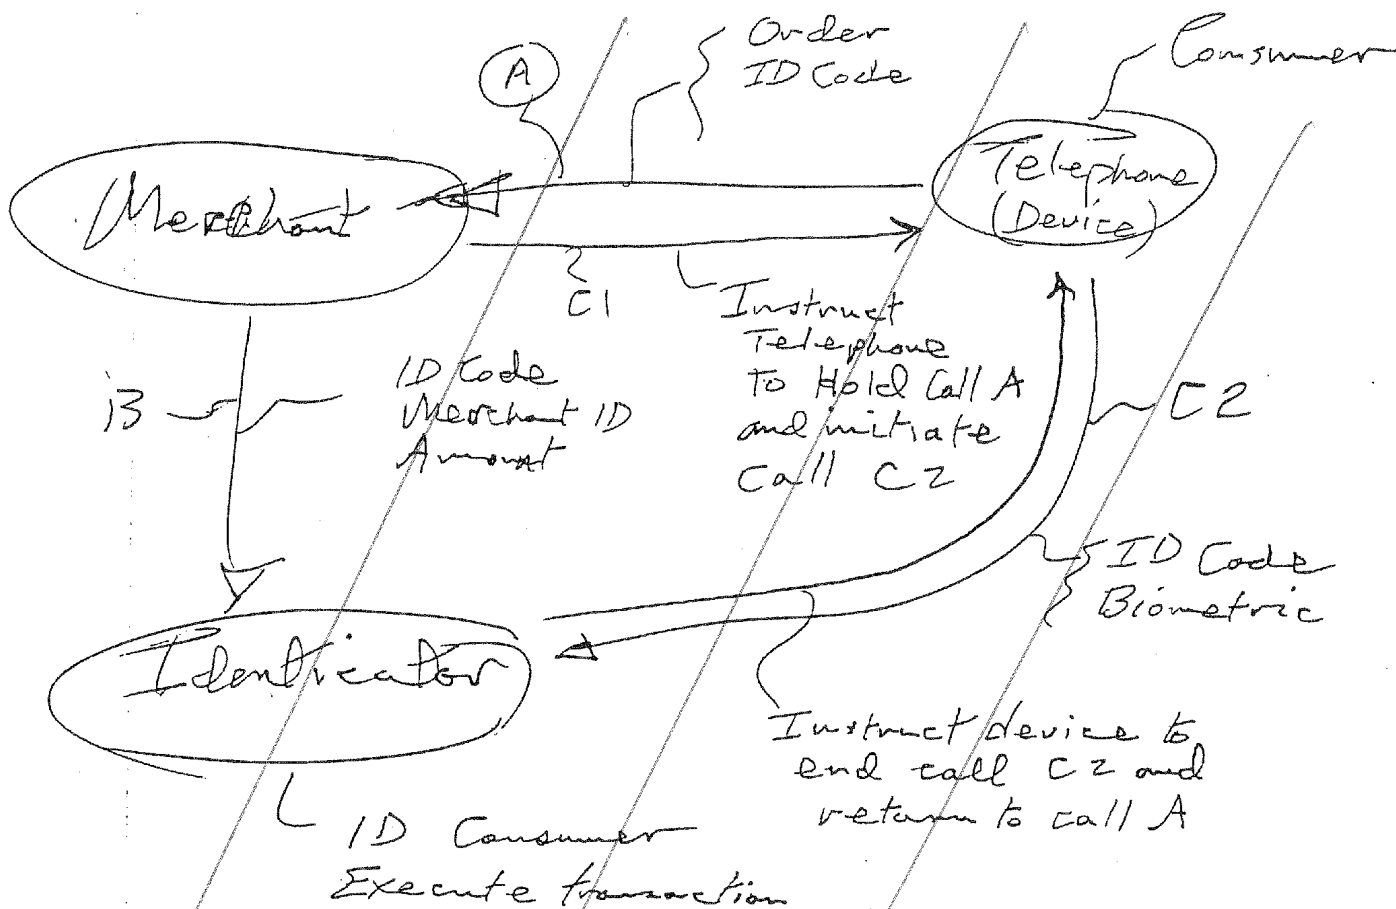 Order
ID Code
A
Consumer
Merchant
Telephone
(Device)
C1
Instruct
Telephone
To Hold Call A
and initiate
Call C2
B
ID Code
Merchant ID
Amount
C2
ID Code
Biometric
Identicator
Instruct device to
end call C2 and
return to call A
ID Consumer
Execute transaction